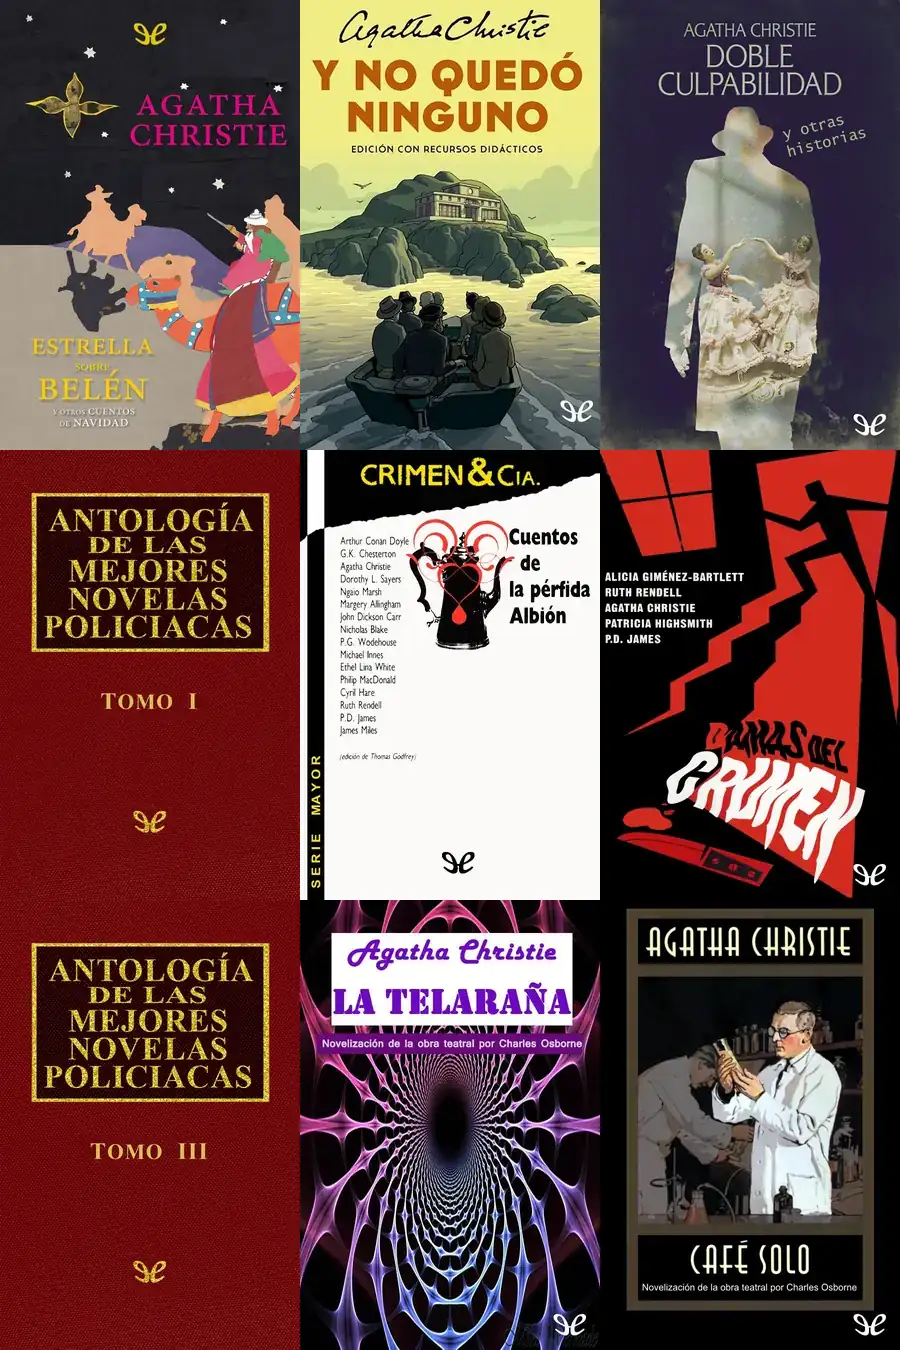 AGATHA
CHRISTIE
ESTRELLA
SOBRE
BELÉN
Y OTROS CUENTOS
DE NAVIDAD
Agatha Christie
Y NO QUEDÓ
NINGUNO
EDICIÓN CON RECURSOS DIDÁCTICOS
AGATHA CHRISTIE
DOBLE
CULPABILIDAD
y otras
historias
ANTOLOGÍA
DE LAS
MEJORES
NOVELAS
POLICIACAS
TOMO I
CRIMEN & CIA.
Arthur Conan Doyle
G.K. Chesterton
Agatha Christie
Dorothy L. Sayers
Ngaio Marsh
Margery Allingham
John Dickson Carr
Nicholas Blake
P.G. Wodehouse
Michael Innes
Ethel Lina White
Philip MacDonald
Cyril Hare
Ruth Rendell
P.D. James
James Miles
(edición de Thomas Godfrey)
Cuentos
de
la pérfida
Albión
SERIE MAYOR
ALICIA GIMÉNEZ-BARTLETT
RUTH RENDELL
AGATHA CHRISTIE
PATRICIA HIGHSMITH
P.D. JAMES
DAMAS DEL
CRIMEN
ANTOLOGÍA
DE LAS
MEJORES
NOVELAS
POLICIACAS
TOMO III
Agatha Christie
LA TELARAÑA
Novelización de la obra teatral por Charles Osborne
AGATHA CHRISTIE
CAFÉ SOLO
Novelización de la obra teatral por Charles Osborne